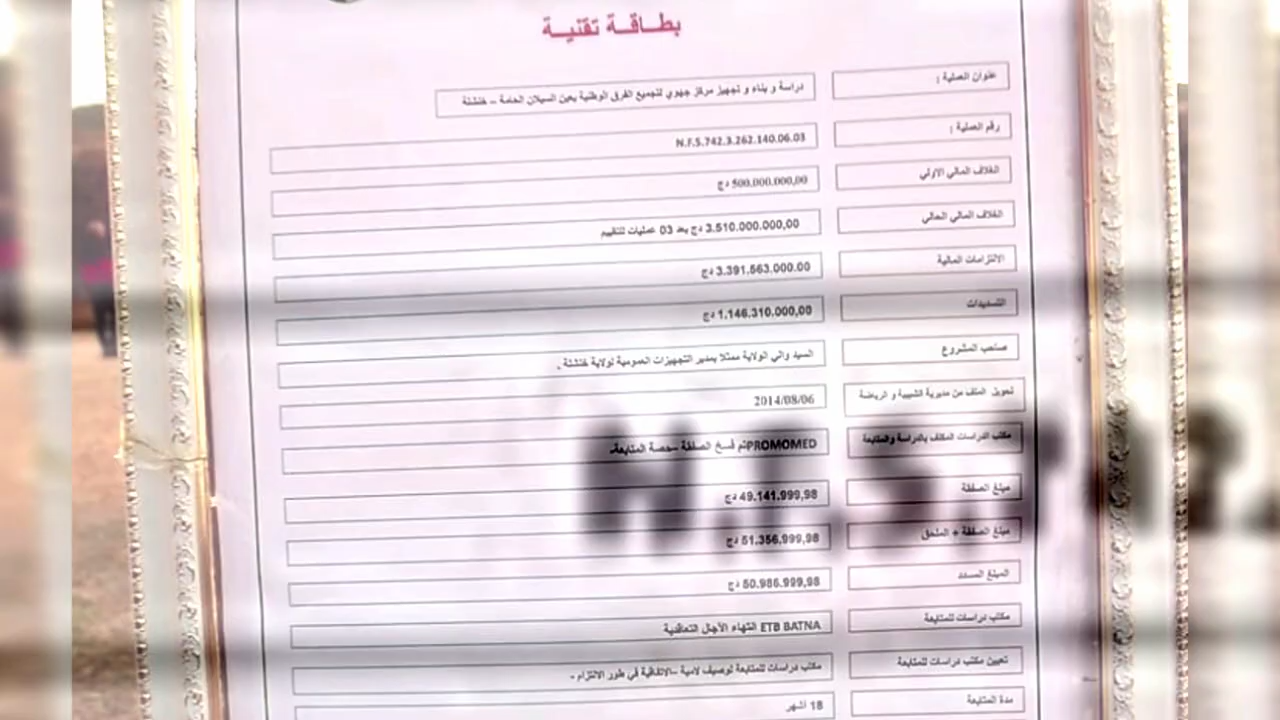 بطاقة تقنية
عنوان العملية : دراسة و بناء و تجهيز مركز جهوي لتجميع الفرق الوطنية بعين السيلان الحامة – خنشلة
رقم العملية : N.F.5.742.3.262.140.06.03
الغلاف المالي الاولي 500.000.000,00 دج
الغلاف المالي الحالي 3.510.000.000,00 دج بعد 03 عمليات للتقييم
الالتزامات المالية 3.391.563.000.00 دج
التسديدات 1.146.310.000,00 دج
صاحب المشروع السيد والي الولاية ممثلا بمدير التجهيزات العمومية لولاية خنشلة .
تحويل الملف من مديرية الشبيبة و الرياضة 2014/08/06
مكتب الدراسات المكلف بالدراسة والمتابعة PROMOMED تم فسخ الصفقة –حصة المتابعة-
مبلغ الصفقة 49.141.999,98 دج
مبلغ الصفقة + الملحق 51.356.999,98 دج
المبلغ المسدد 50.986.999,98 دج
مكتب دراسات للمتابعة ETB BATNA انتهاء الآجال التعاقدية
تعيين مكتب دراسات للمتابعة مكتب دراسات للمتابعة لوصيف لامية –الاتفاقية في طور الالتزام -
مدة المتابعة 18 أشهر